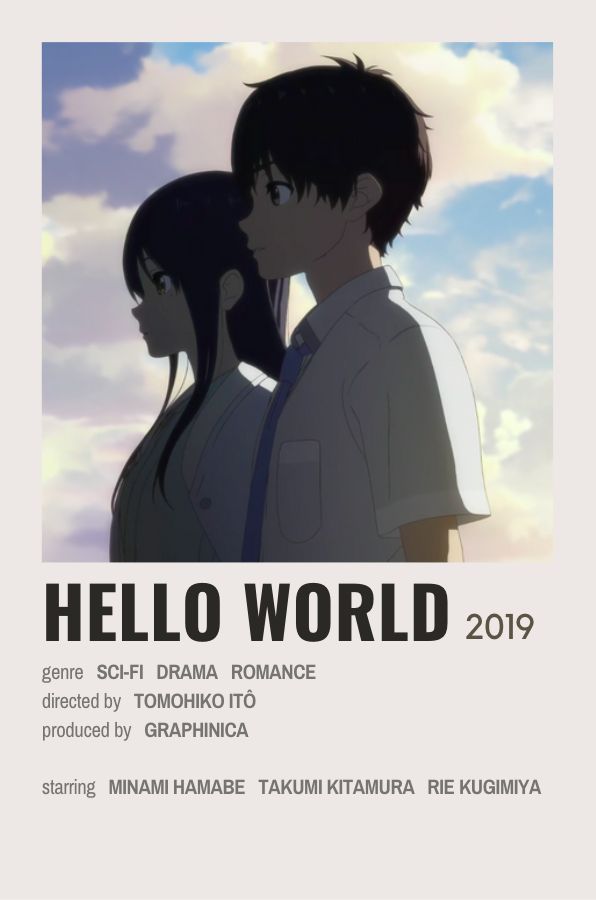 HELLO WORLD 2019
genre SCI-FI DRAMA ROMANCE
directed by TOMOHIKO ITÔ
produced by GRAPHINICA
starring MINAMI HAMABE TAKUMI KITAMURA RIE KUGIMIYA